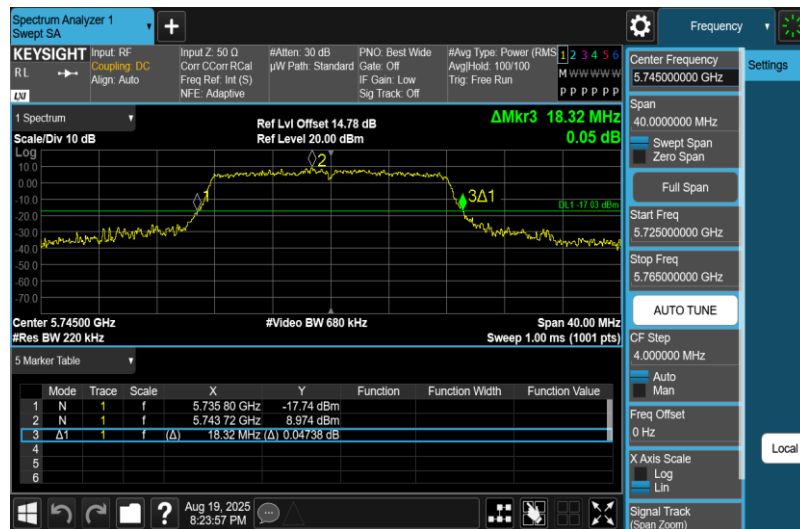 Spectrum Analyzer 1
Swept SA
+
Frequency
KEYSIGHT
RL
LXI
Input: RF
Coupling: DC
Align: Auto
Input Z: 50 Ω
Corr CCorr RCal
Freq Ref: Int (S)
NFE: Adaptive
#Atten: 30 dB
µW Path: Standard
PNO: Best Wide
Gate: Off
IF Gain: Low
Sig Track: Off
#Avg Type: Power (RMS
Avg|Hold: 100/100
Trig: Free Run
1 2 3 4 5 6
M W W W W W
P P P P P P
Center Frequency
5.745000000 GHz
Settings
Span
40.0000000 MHz
Swept Span
Zero Span
Full Span
Start Freq
5.725000000 GHz
Stop Freq
5.765000000 GHz
AUTO TUNE
CF Step
4.000000 MHz
Auto
Man
Freq Offset
0 Hz
X Axis Scale
Log
Lin
Signal Track
(Span Zoom)
Local
1 Spectrum
Scale/Div 10 dB
Ref Lvl Offset 14.78 dB
Ref Level 20.00 dBm
ΔMkr3 18.32 MHz
0.05 dB
Log
10.0
0.00
-10.0
-20.0
-30.0
-40.0
-50.0
-60.0
-70.0
1
2
3Δ1
DL1 -17.03 dBm
Center 5.74500 GHz
#Video BW 680 kHz
Span 40.00 MHz
#Res BW 220 kHz
Sweep 1.00 ms (1001 pts)
5 Marker Table
Mode Trace Scale X Y Function Function Width Function Value
1 N 1 f 5.735 80 GHz -17.74 dBm
2 N 1 f 5.743 72 GHz 8.974 dBm
3 Δ1 1 f (Δ) 18.32 MHz (Δ) 0.04738 dB
4
5
6
?
Aug 19, 2025
8:23:57 PM